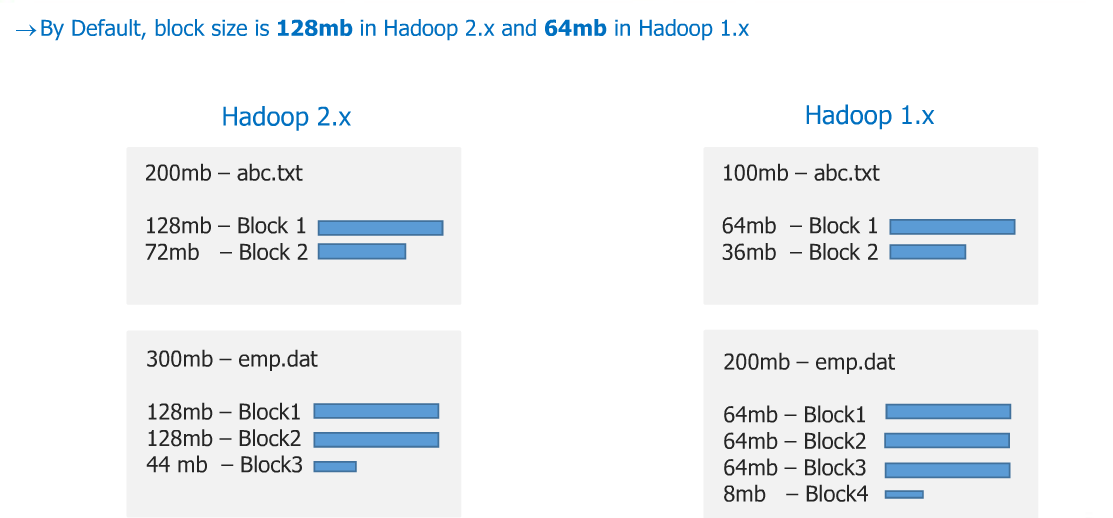 →By Default, block size is 128mb in Hadoop 2.x and 64mb in Hadoop 1.x
Hadoop 2.x
200mb – abc.txt
128mb – Block 1
72mb – Block 2
300mb – emp.dat
128mb – Block1
128mb – Block2
44 mb – Block3
Hadoop 1.x
100mb – abc.txt
64mb – Block 1
36mb – Block 2
200mb – emp.dat
64mb – Block1
64mb – Block2
64mb – Block3
8mb – Block4